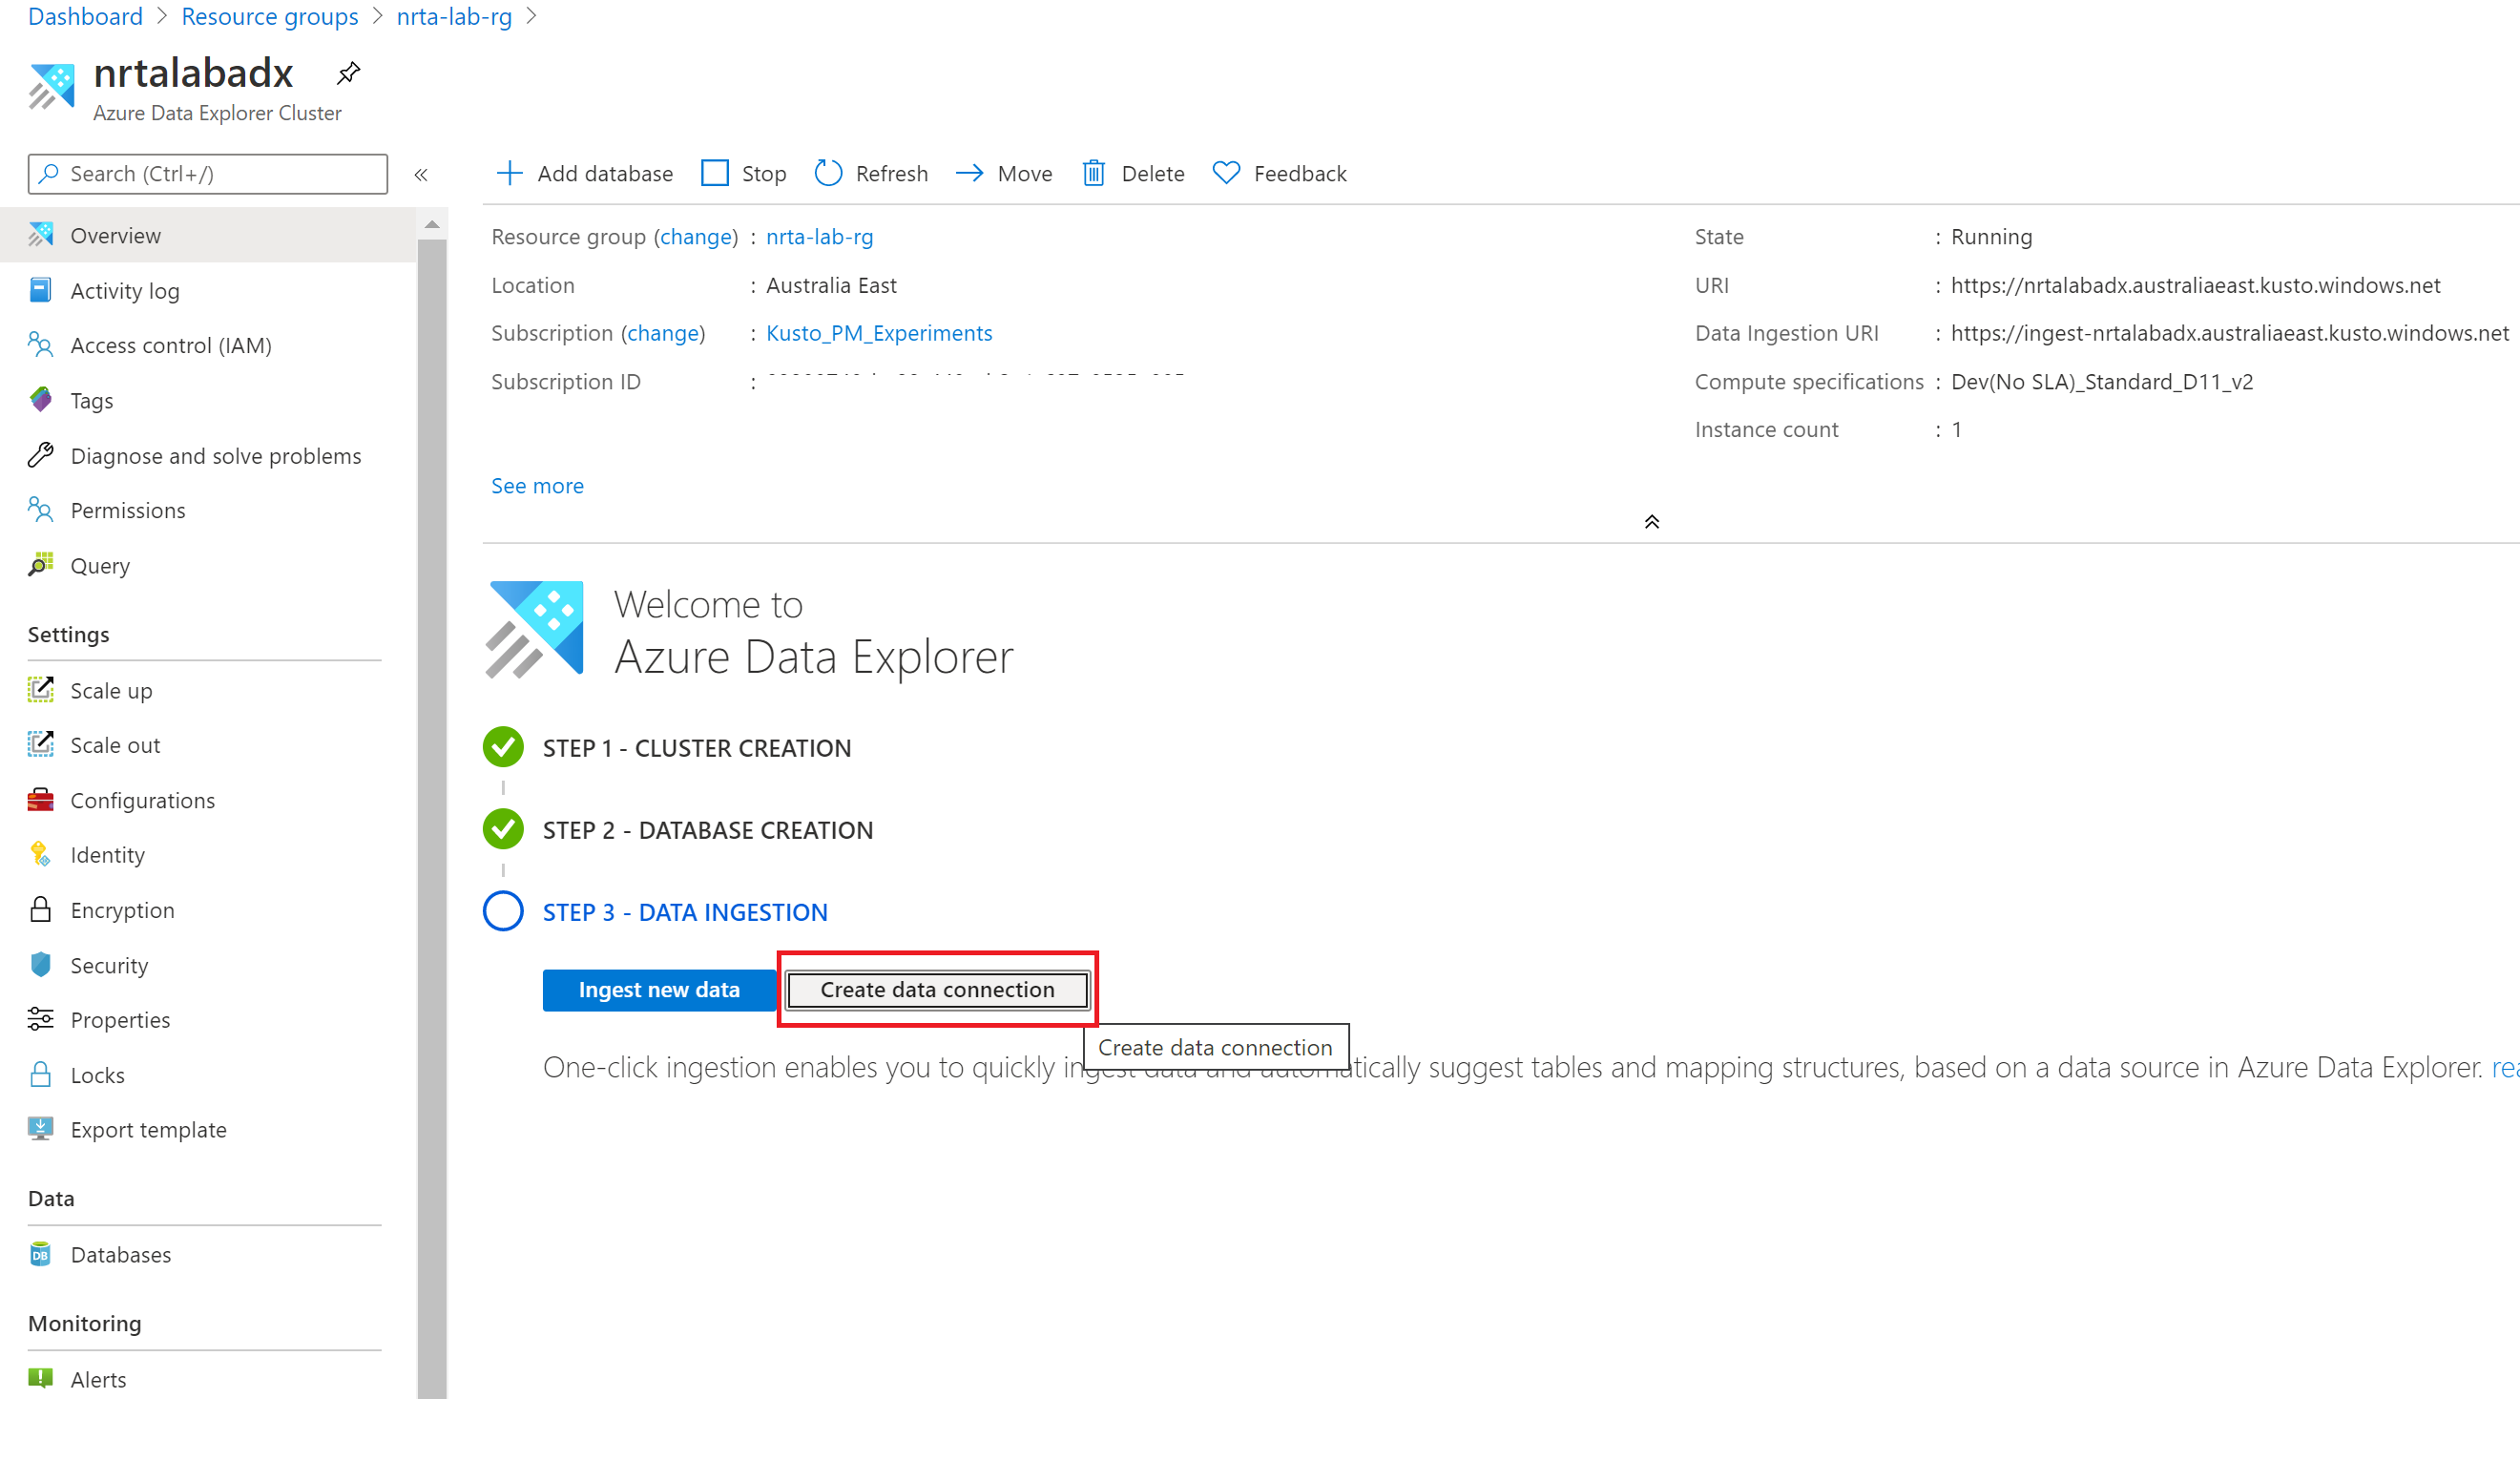 Dashboard > Resource groups > nrta-lab-rg >
nrtalabadx
Azure Data Explorer Cluster
Search (Ctrl+/)
«
Add database
Stop
Refresh
Move
Delete
Feedback
Overview
Activity log
Access control (IAM)
Tags
Diagnose and solve problems
Permissions
Query
Settings
Scale up
Scale out
Configurations
Identity
Encryption
Security
Properties
Locks
Export template
Data
DB
Databases
Monitoring
Alerts
Resource group (change) : nrta-lab-rg
Location : Australia East
Subscription (change) : Kusto_PM_Experiments
Subscription ID :
See more
State : Running
URI : https://nrtalabadx.australiaeast.kusto.windows.net
Data Ingestion URI : https://ingest-nrtalabadx.australiaeast.kusto.windows.net
Compute specifications : Dev(No SLA)_Standard_D11_v2
Instance count : 1
Welcome to
Azure Data Explorer
STEP 1 - CLUSTER CREATION
STEP 2 - DATABASE CREATION
STEP 3 - DATA INGESTION
Ingest new data
Create data connection
Create data connection
One-click ingestion enables you to quickly ingest data and automatically suggest tables and mapping structures, based on a data source in Azure Data Explorer.